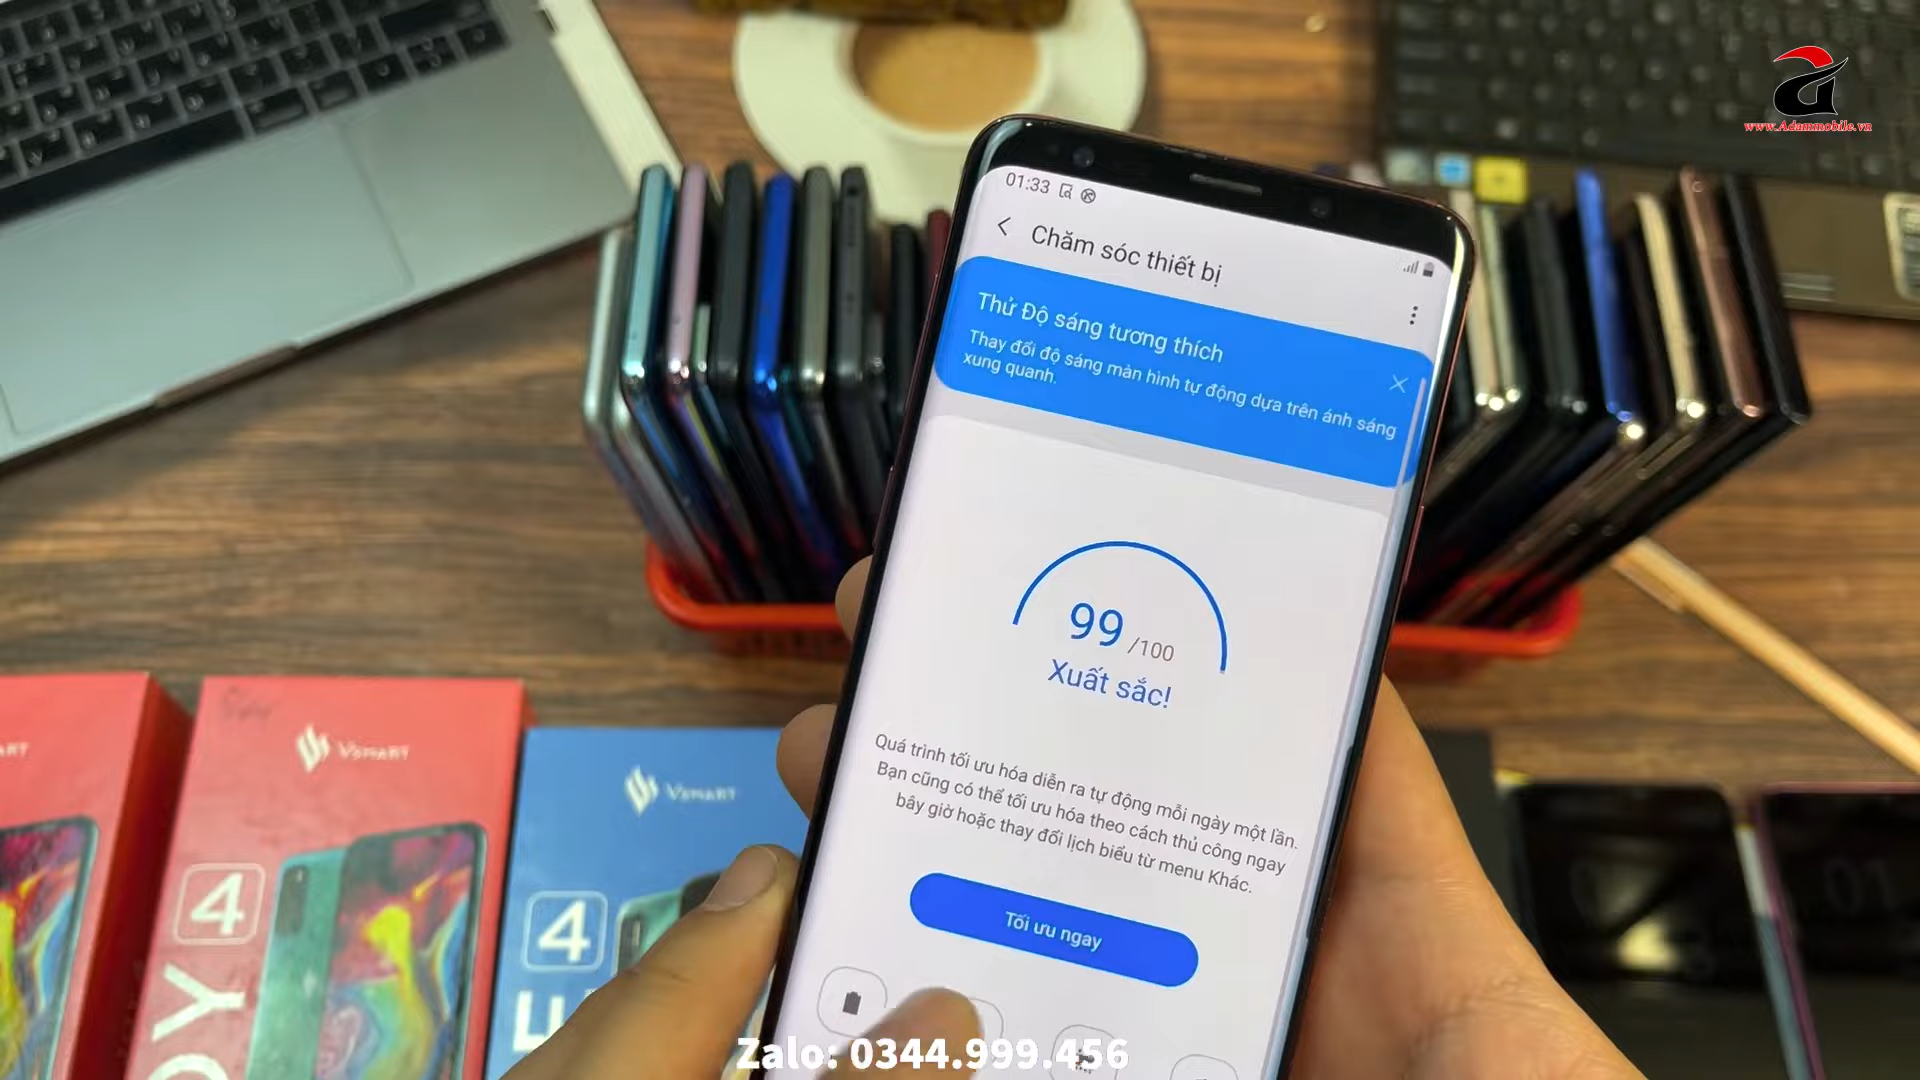 www.Adammobile.vn
01:33
Chăm sóc thiết bị
Thử Độ sáng tương thích
Thay đổi độ sáng màn hình tự động dựa trên ánh sáng
xung quanh.
99 /100
Xuất sắc!
Quá trình tối ưu hóa diễn ra tự động mỗi ngày một lần.
Bạn cũng có thể tối ưu hóa theo cách thủ công ngay
bây giờ hoặc thay đổi lịch biểu từ menu Khác.
Tối ưu ngay
VSMART
VSMART
4
4
Zalo: 0344.999.456